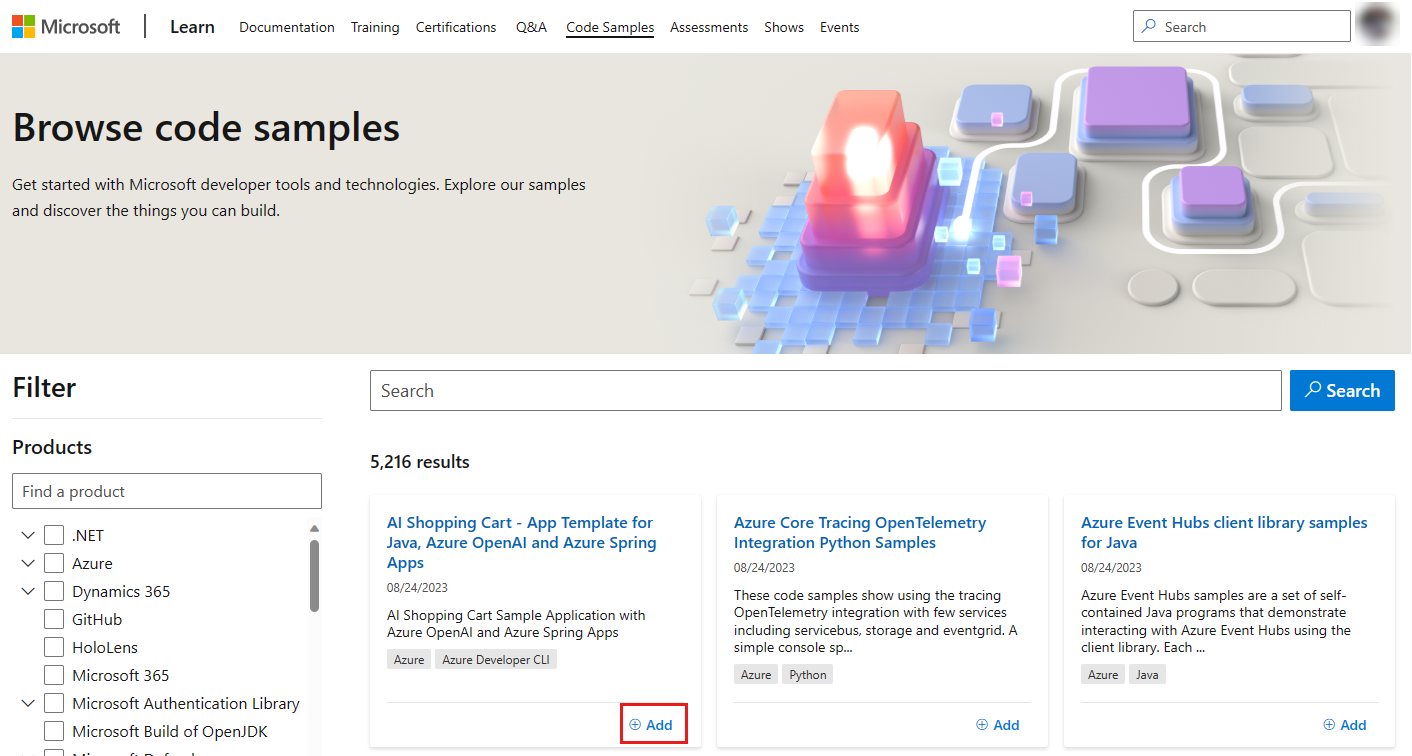 Microsoft Learn Documentation Training Certifications Q&A Code Samples Assessments Shows Events Search
Browse code samples
Get started with Microsoft developer tools and technologies. Explore our samples
and discover the things you can build.
Filter
Products
Find a product
.NET
Azure
Dynamics 365
GitHub
HoloLens
Microsoft 365
Microsoft Authentication Library
Microsoft Build of OpenJDK
Search
Search
5,216 results
AI Shopping Cart - App Template for
Java, Azure OpenAI and Azure Spring
Apps
08/24/2023
AI Shopping Cart Sample Application with
Azure OpenAI and Azure Spring Apps
Azure Azure Developer CLI
Add
Azure Core Tracing OpenTelemetry
Integration Python Samples
08/24/2023
These code samples show using the tracing
OpenTelemetry integration with few services
including servicebus, storage and eventgrid. A
simple console sp...
Azure Python
Add
Azure Event Hubs client library samples
for Java
08/24/2023
Azure Event Hubs samples are a set of self-
contained Java programs that demonstrate
interacting with Azure Event Hubs using the
client library. Each ...
Azure Java
Add